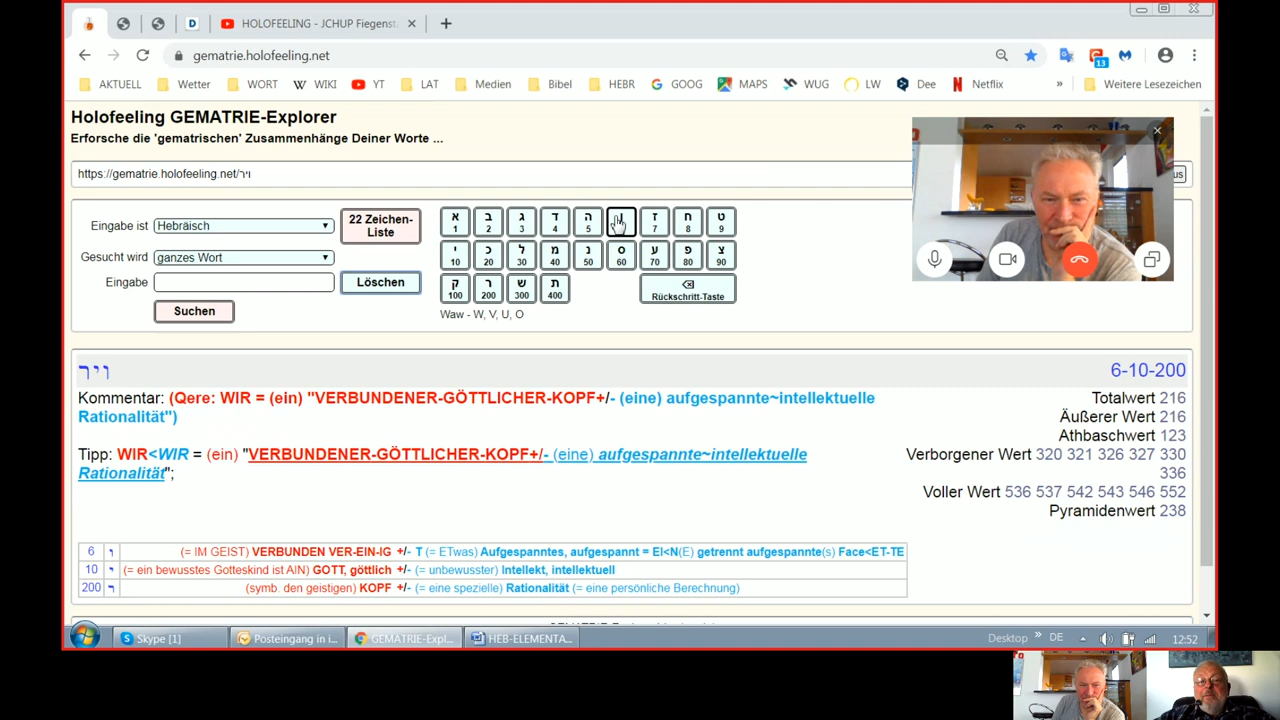 HOLOFEELING - JCHUP Fiegenst
gematrie.holofeeling.net
13
AKTUELL Wetter WORT WIKI YT LAT Medien Bibel HEBR GOOG MAPS WUG LW Dee Netflix » Weitere Lesezeichen
Holofeeling GEMATRIE-Explorer
Erforsche die 'gematrischen' Zusammenhänge Deiner Worte ...
https://gematrie.holofeeling.net/ויר
us
Eingabe ist Hebräisch
22 Zeichen-Liste
Gesucht wird ganzes Wort
Eingabe Löschen
Suchen
א ב ג ד ה ו ז ח ט
1 2 3 4 5 7 8 9
י כ ל מ נ ס ע פ צ
10 20 30 40 50 60 70 80 90
ק ר ש ת
100 200 300 400 Rückschritt-Taste
Waw - W, V, U, O
ויר 6-10-200
Kommentar: (Qere: WIR = (ein) "VERBUNDENER-GÖTTLICHER-KOPF+/- (eine) aufgespannte~intellektuelle
Rationalität")
Tipp: WIR<WIR = (ein) "VERBUNDENER-GÖTTLICHER-KOPF+/- (eine) aufgespannte~intellektuelle
Rationalität";
Totalwert 216
Äußerer Wert 216
Athbaschwert 123
Verborgener Wert 320 321 326 327 330
336
Voller Wert 536 537 542 543 546 552
Pyramidenwert 238
6 ו (= IM GEIST) VERBUNDEN VER-EIN-IG +/- T (= ETwas) Aufgespanntes, aufgespannt = EI<N(E) getrennt aufgespannte(s) Face<ET-TE
10 י (= ein bewusstes Gotteskind ist AIN) GOTT, göttlich +/- (= unbewusster) Intellekt, intellektuell
200 ר (symb. den geistigen) KOPF +/- (= eine spezielle) Rationalität (= eine persönliche Berechnung)
Skype [1] Posteingang in i... GEMATRIE-Expl... HEB-ELEMENTA... Desktop » DE 12:52